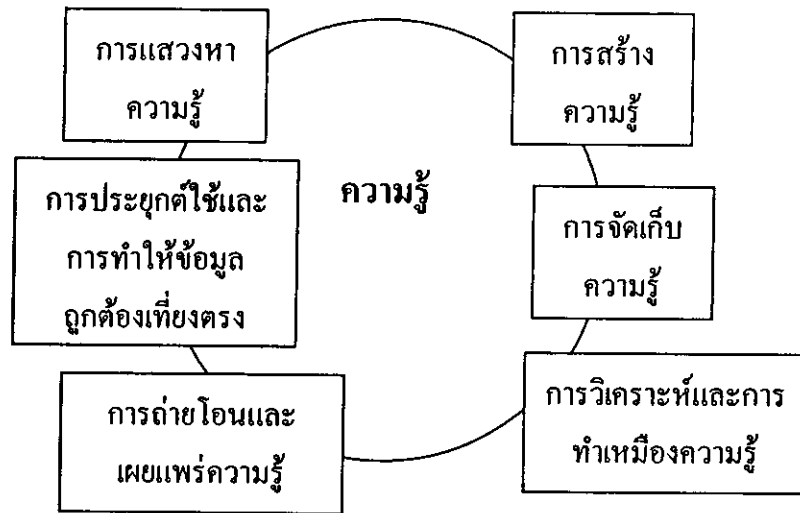 การแสวงหา
ความรู้
การสร้าง
ความรู้
ความรู้
การประยุกต์ใช้และ
การทำให้ข้อมูล
ถูกต้องเที่ยงตรง
การจัดเก็บ
ความรู้
การถ่ายโอนและ
เผยแพร่ความรู้
การวิเคราะห์และการ
ทำเหมืองความรู้